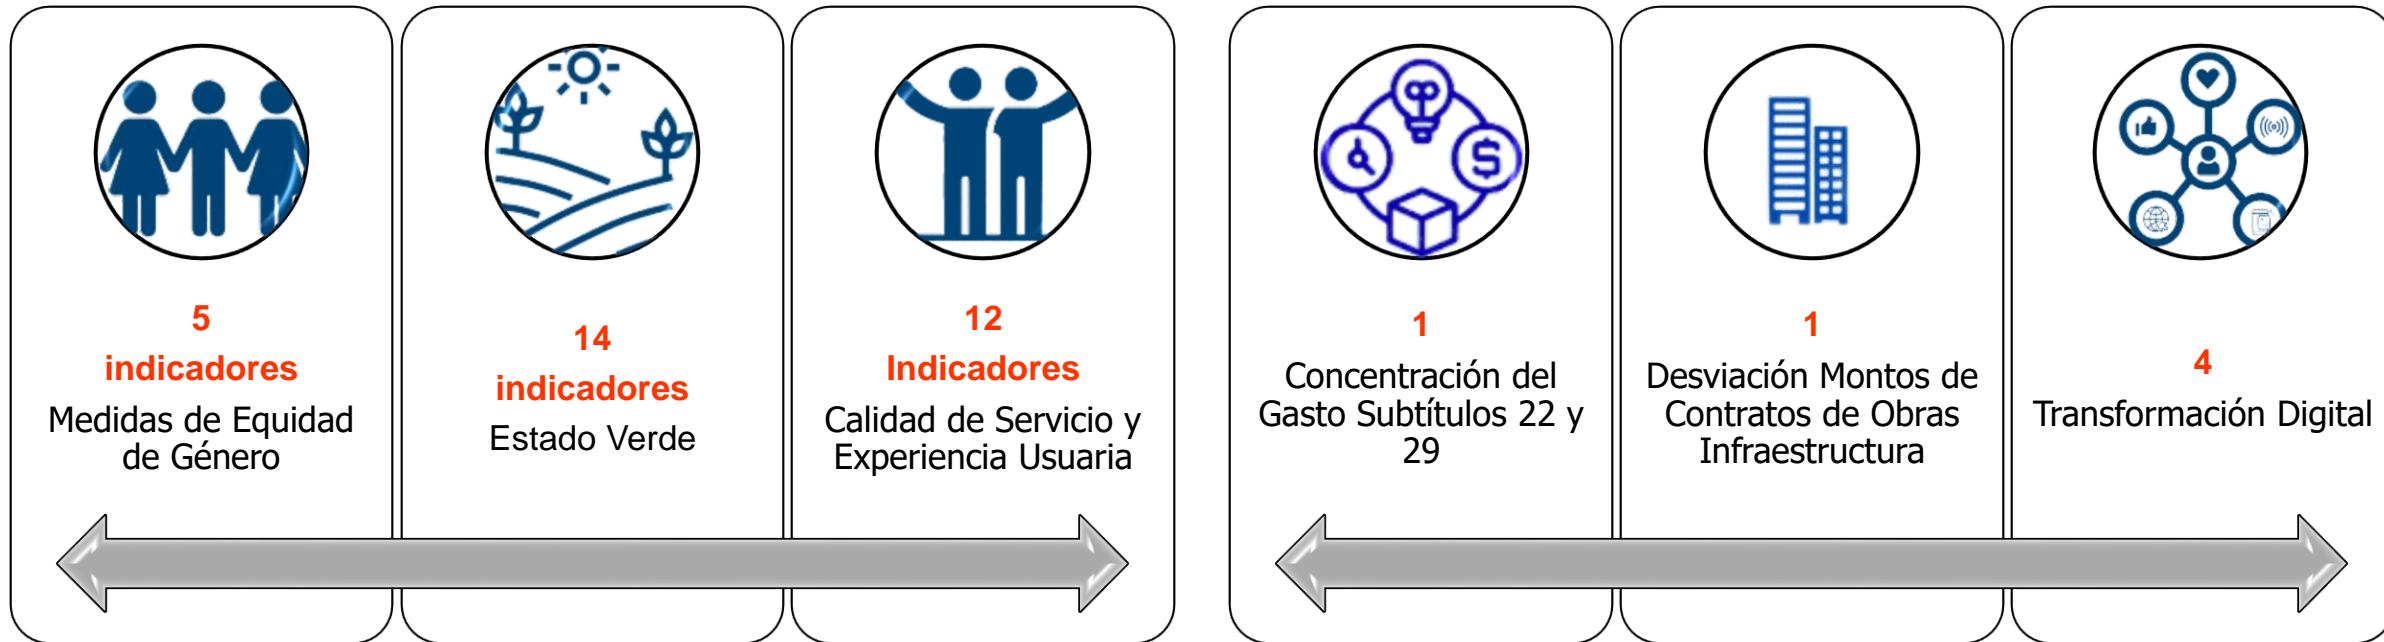 5
indicadores
Medidas de Equidad
de Género
14
indicadores
Estado Verde
12
Indicadores
Calidad de Servicio y
Experiencia Usuaria
1
Concentración del
Gasto Subtítulos 22 y
29
1
Desviación Montos de
Contratos de Obras
Infraestructura
4
Transformación Digital